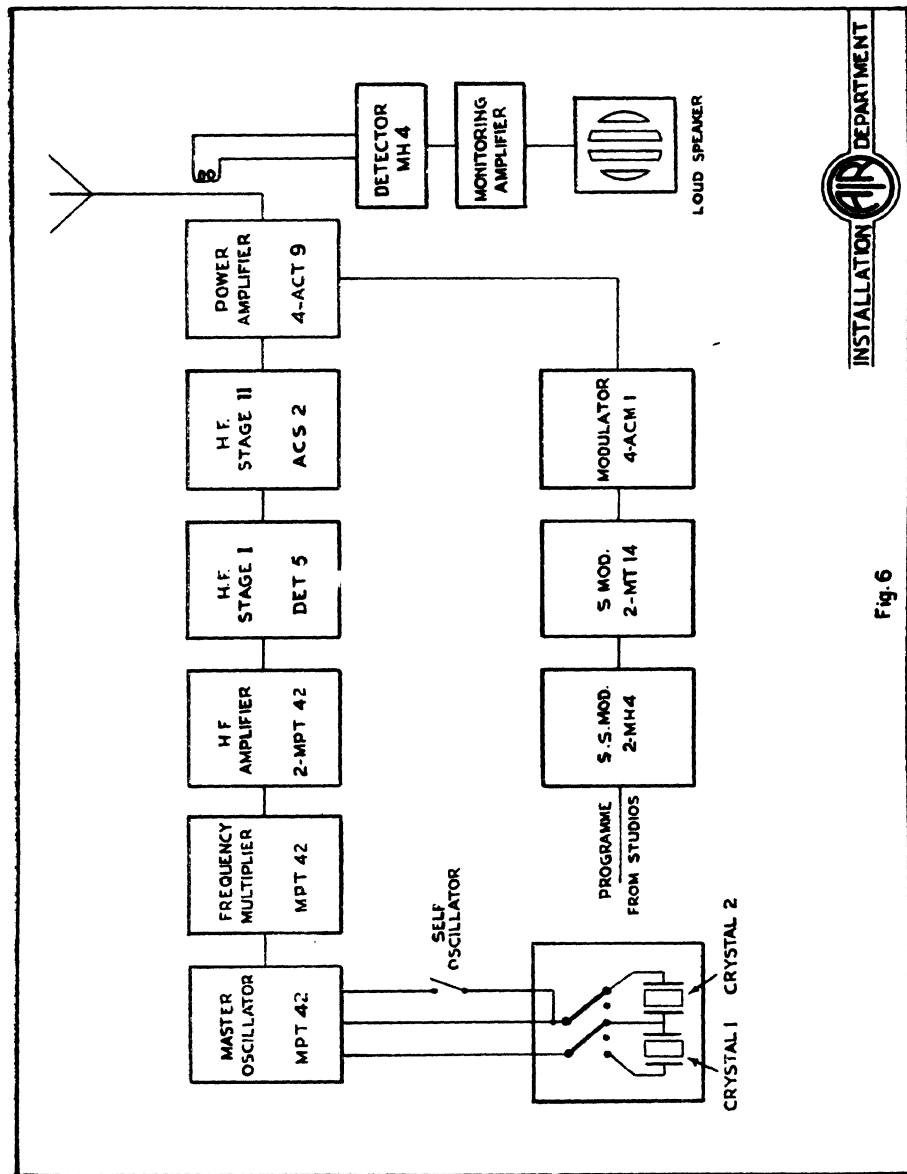 MASTER
OSCILLATOR
MPT 42
FREQUENCY
MULTIPLIER
MPT 42
H F
AMPLIFIER
2-MPT 42
H.F.
STAGE I
DET 5
H F.
STAGE II
ACS 2
POWER
AMPLIFIER
4-ACT 9
DETECTOR
MH4
MONITORING
AMPLIFIER
LOUD SPEAKER
SELF
OSCILLATOR
CRYSTAL 1
CRYSTAL 2
PROGRAMME
FROM STUDIOS
S.S.MOD.
2-MH4
S MOD.
2-MT 14
MODULATOR
4-ACM 1
Fig. 6
INSTALLATION AIR DEPARTMENT